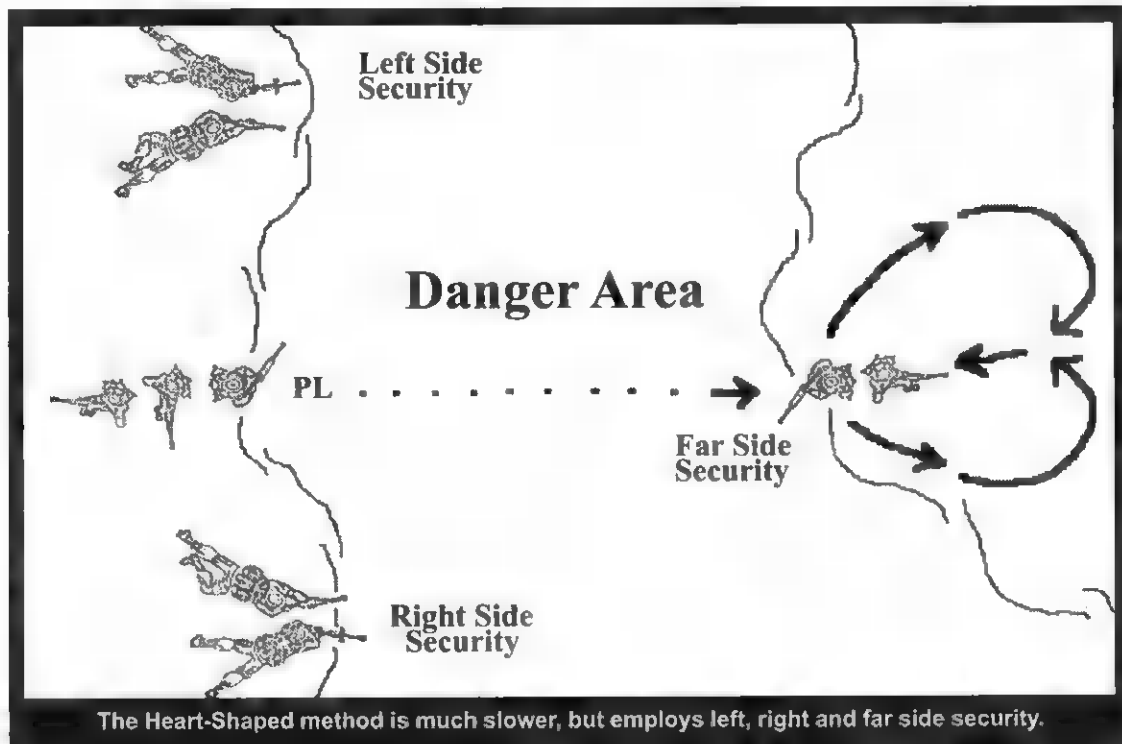 Left Side
Security
Danger Area
PL
Far Side
Security
Right Side
Security
The Heart-Shaped method is much slower, but employs left, right and far side security.